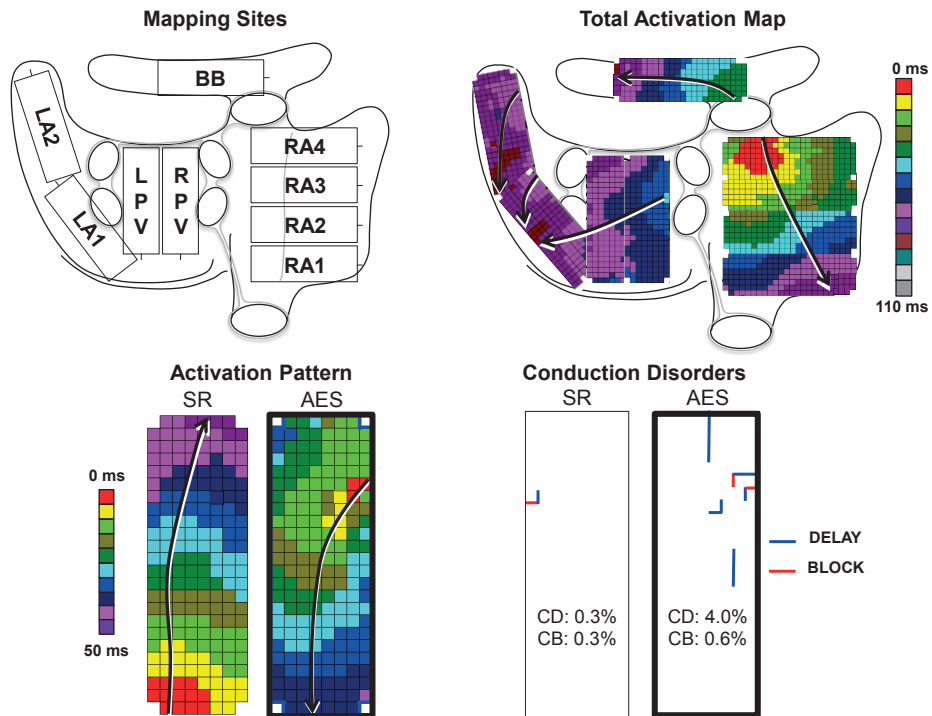 Mapping Sites
BB
LA2
LA1
L
P
V
R
P
V
RA4
RA3
RA2
RA1
Total Activation Map
0 ms
110 ms
Activation Pattern
SR
AES
0 ms
50 ms
Conduction Disorders
SR
AES
CD: 0.3%
CB: 0.3%
CD: 4.0%
CB: 0.6%
DELAY
BLOCK